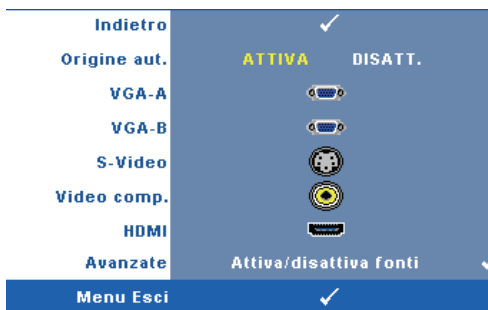 Indietro
Origine aut. ATTIVA DISATT.
VGA-A
VGA-B
S-Video
Video comp.
HDMI
Avanzate Attiva/disattiva fonti
Menu Esci